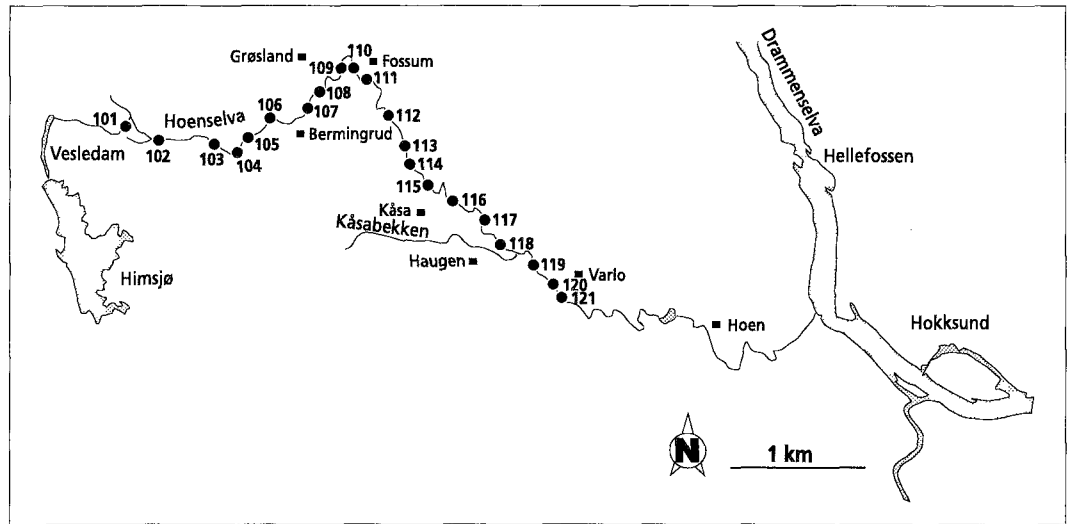 Grøsland
110
109
Fossum
111
108
106
107
Hoenselva
101
105
112
Bermingrud
102
103
104
Vesledam
113
114
115
116
Kåsa
117
Kåsabekken
118
Haugen
119
Varlo
120
121
Himsjø
Hoen
Drammenselva
Hellefossen
Hokksund
N
1 km